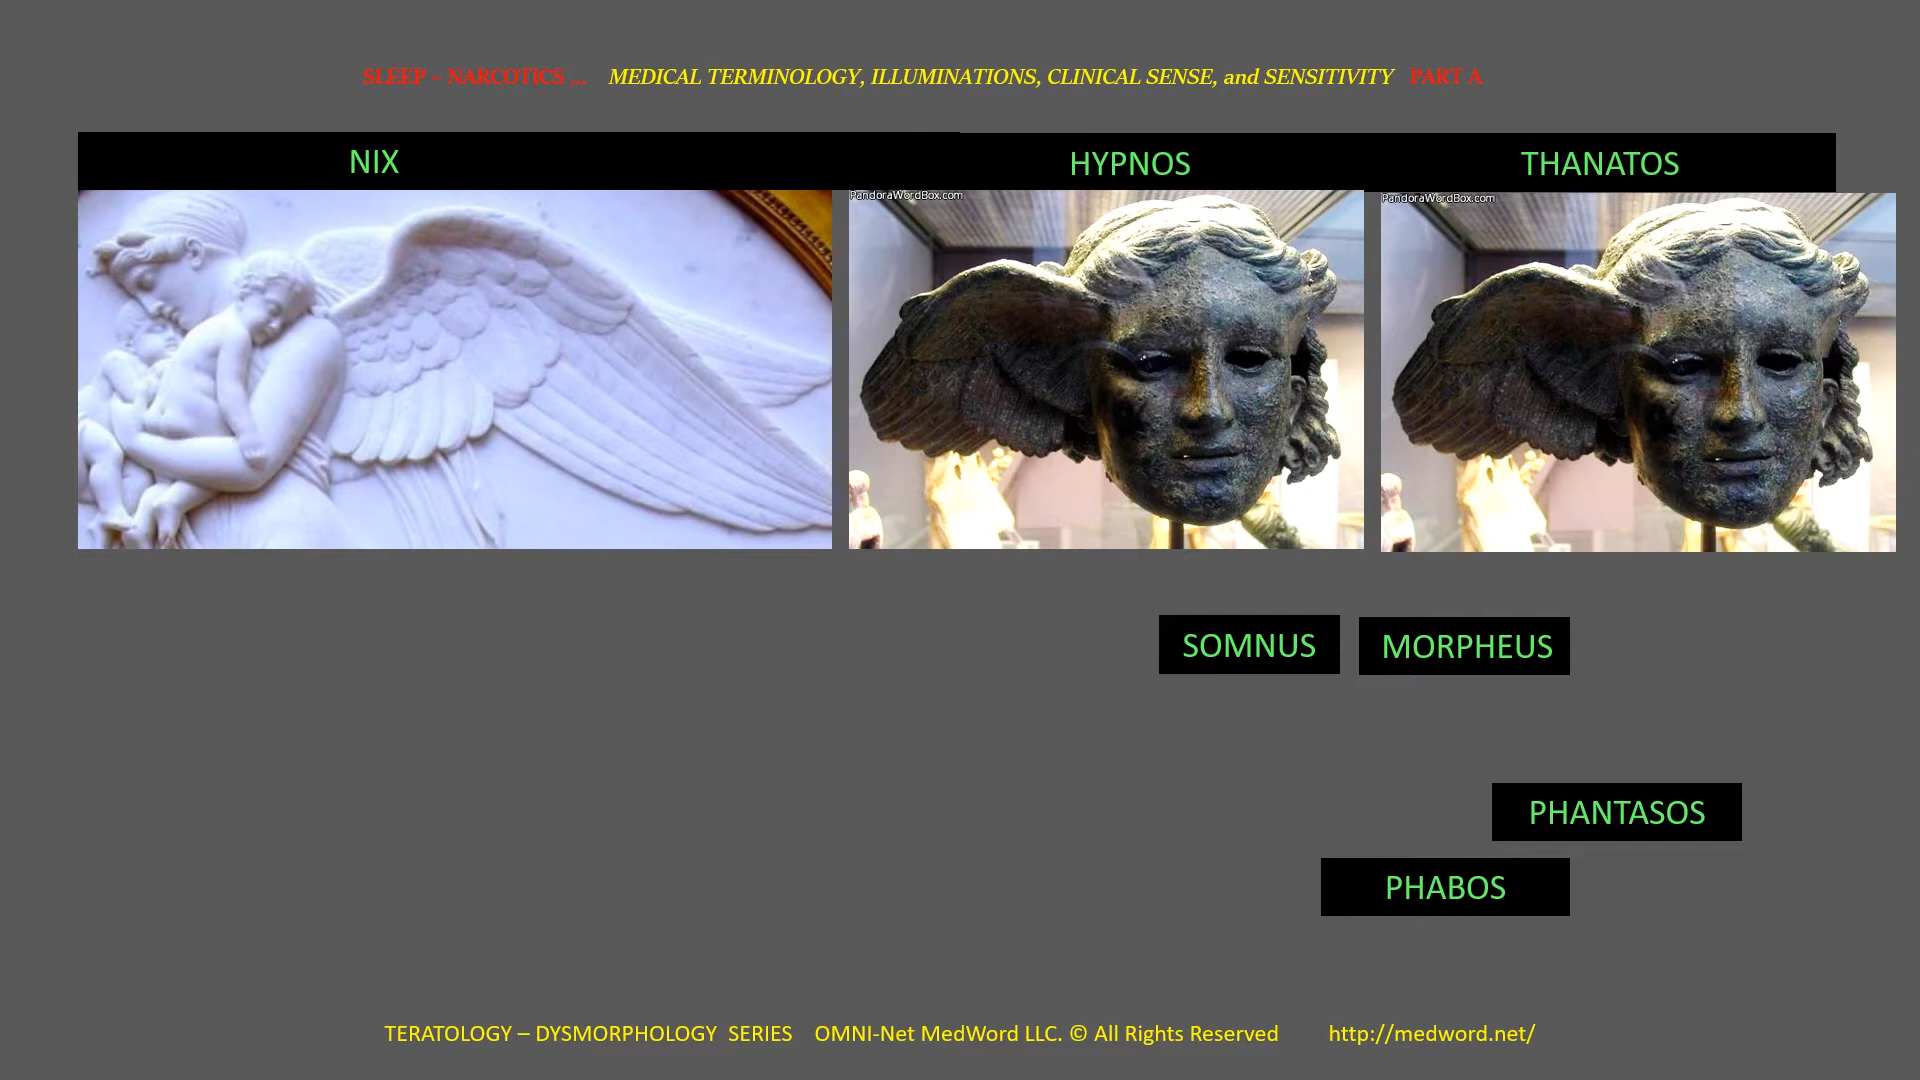 SLEEP – NARCOTICS ... MEDICAL TERMINOLOGY, ILLUMINATIONS, CLINICAL SENSE, and SENSITIVITY PART A
NIX HYPNOS THANATOS
PandoraWordBox.com PandoraWordBox.com
SOMNUS MORPHEUS
PHANTASOS
PHABOS
TERATOLOGY – DYSMORPHOLOGY SERIES OMNI-Net MedWord LLC. © All Rights Reserved http://medword.net/